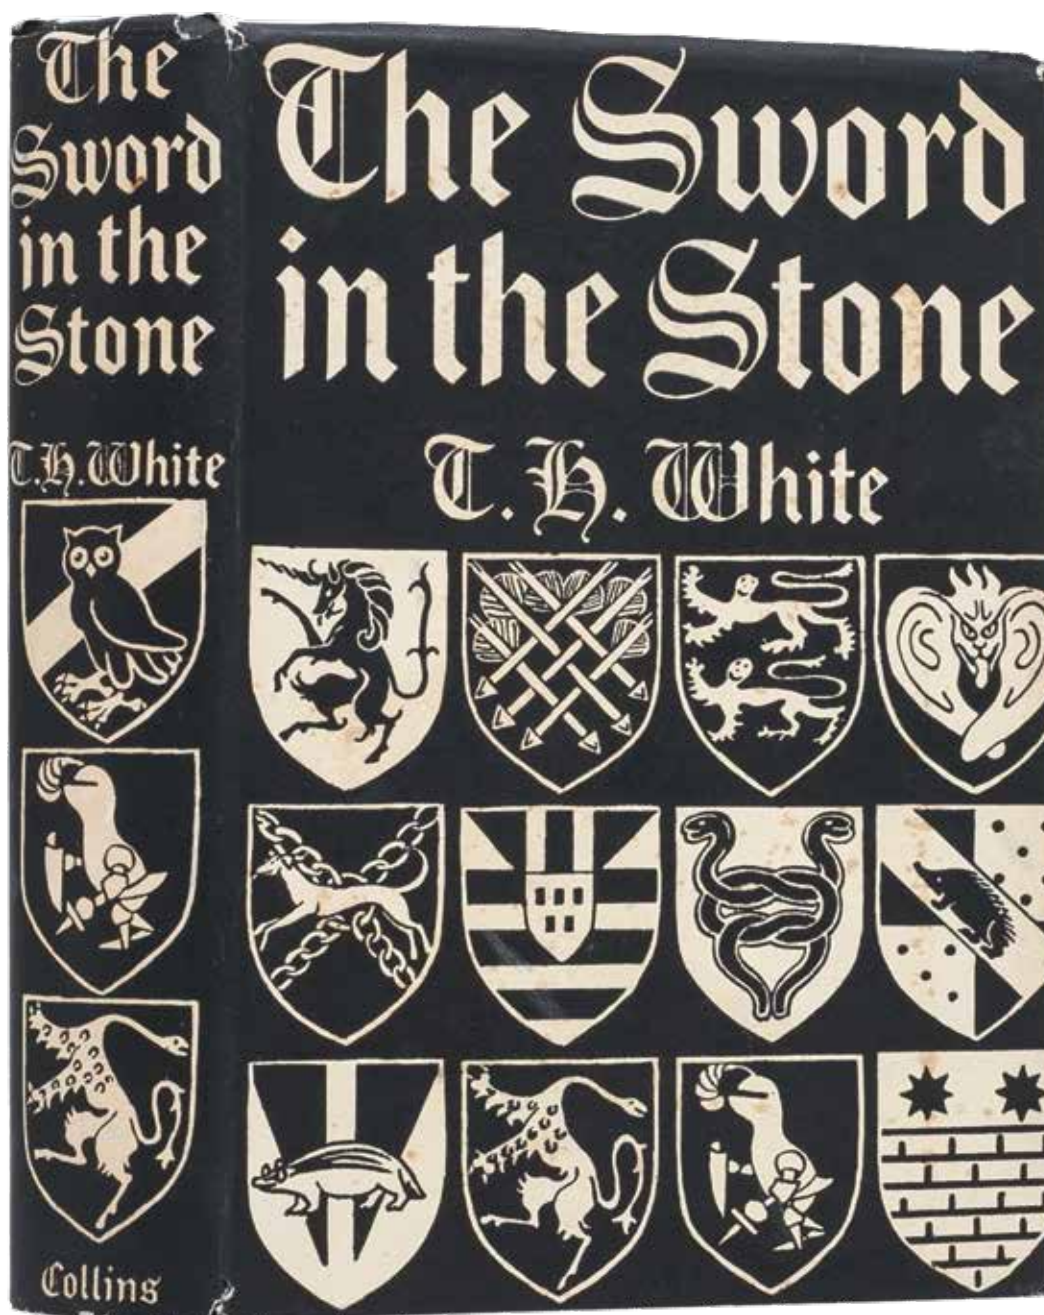 The
Sword
in the
Stone
T.H.White
Collins
The Sword
in the Stone
T. H. White